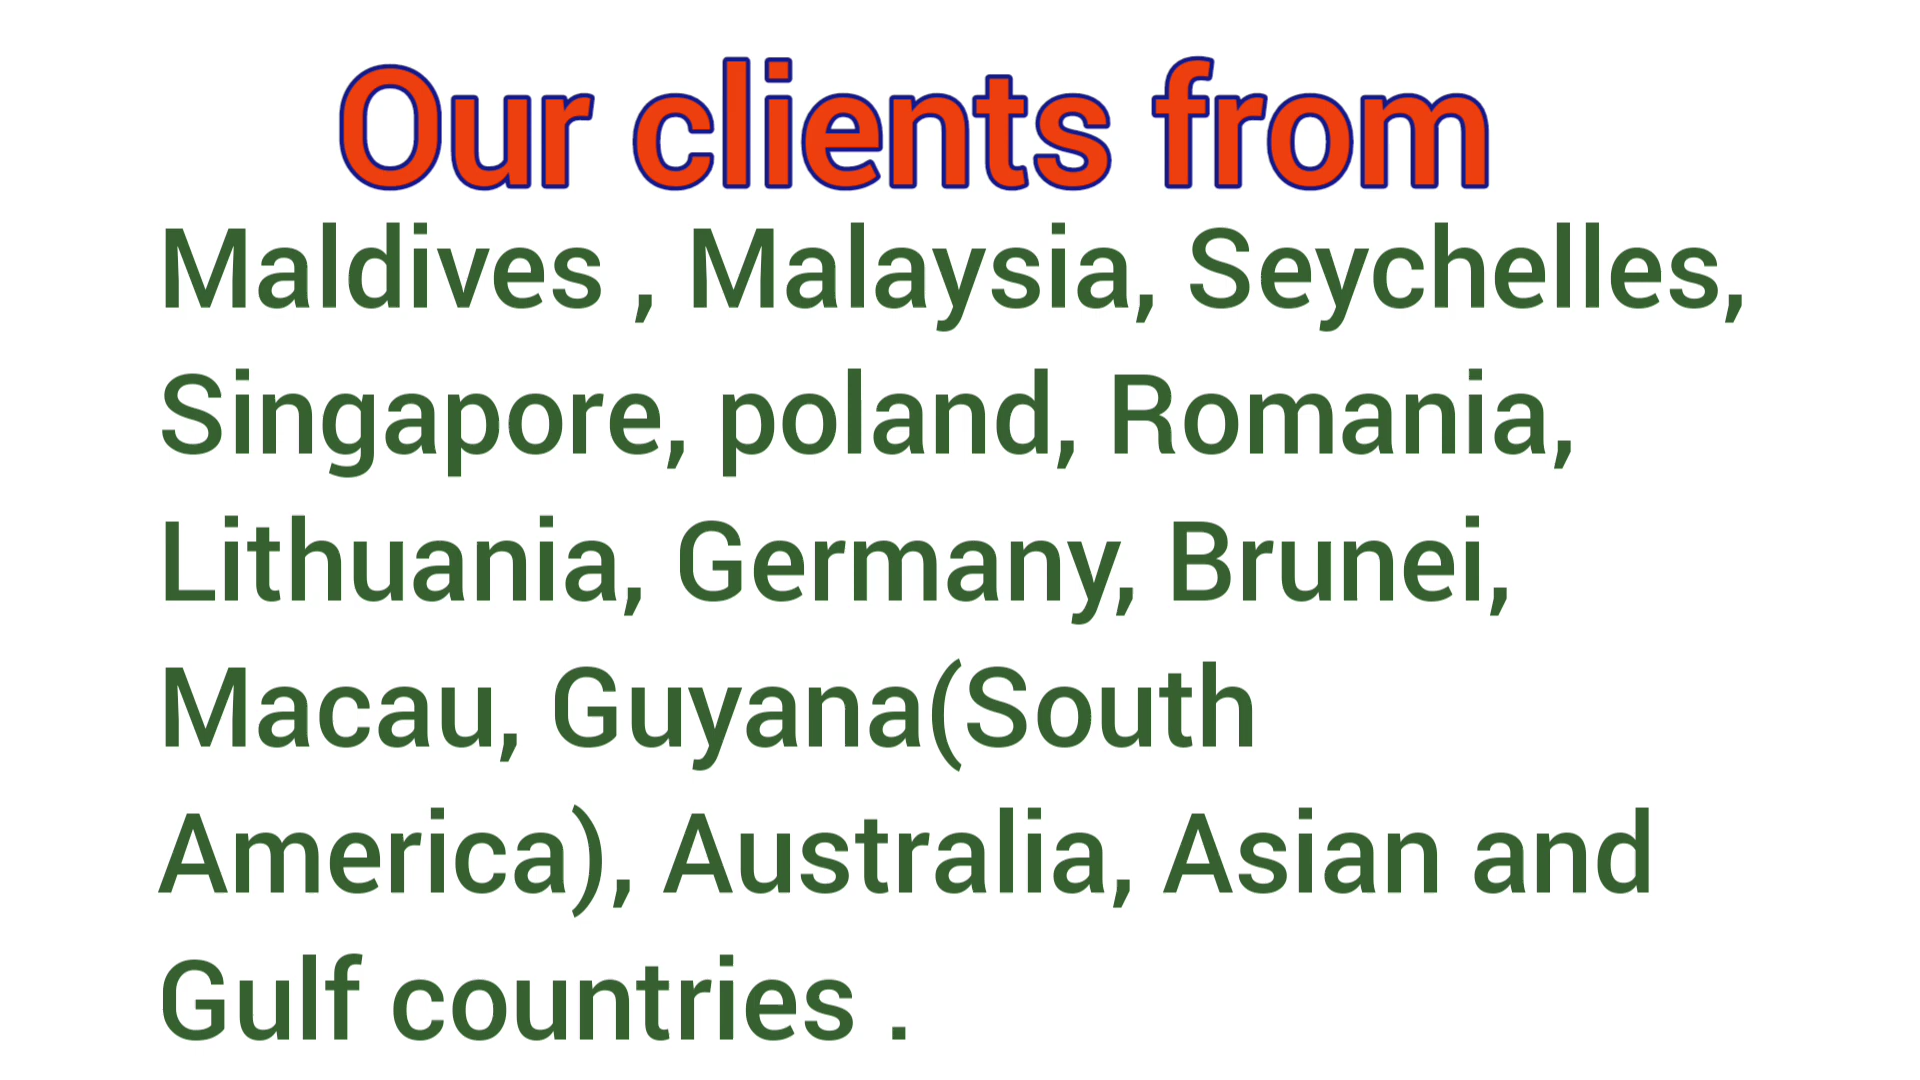 Our clients from
Maldives , Malaysia, Seychelles,
Singapore, poland, Romania,
Lithuania, Germany, Brunei,
Macau, Guyana(South
America), Australia, Asian and
Gulf countries .